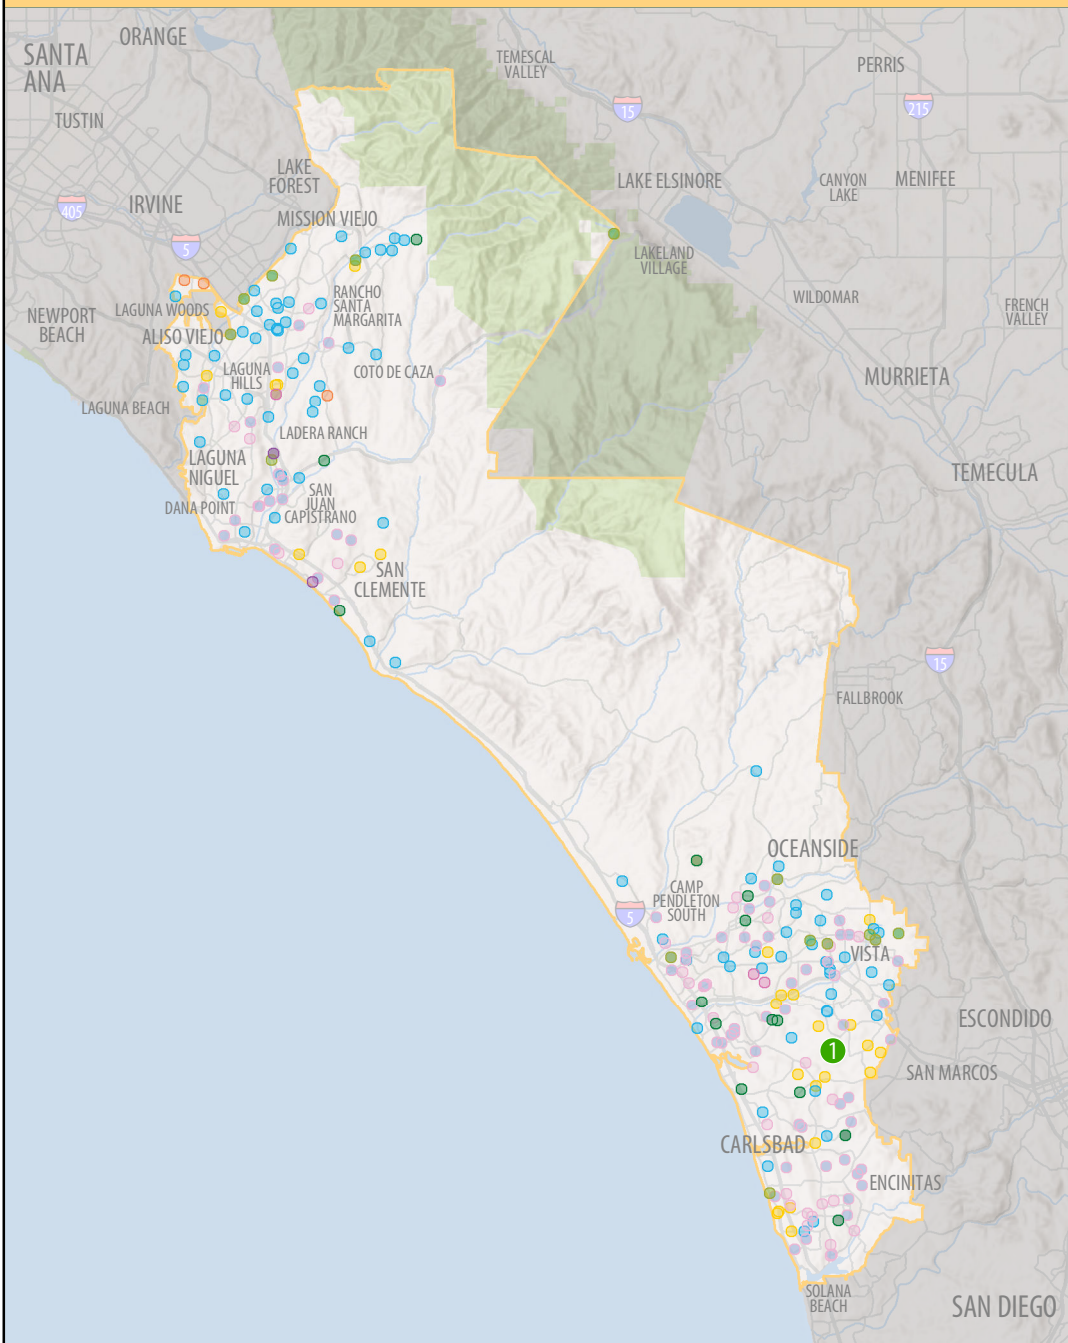 SANTA
ANA
ORANGE
TEMESCAL
VALLEY
PERRIS
15
215
TUSTIN
LAKE
FOREST
LAKE ELSINORE
CANYON
LAKE
MENIFEE
405
IRVINE
MISSION VIEJO
5
LAKELAND
VILLAGE
WILDOMAR
FRENCH
VALLEY
NEWPORT
BEACH
LAGUNA WOODS
RANCHO
SANTA
MARGARITA
ALISO VIEJO
LAGUNA
HILLS
COTO DE CAZA
MURRIETA
LAGUNA BEACH
LADERA RANCH
LAGUNA
NIGUEL
TEMECULA
DANA POINT
SAN
JUAN
CAPISTRANO
SAN
CLEMENTE
15
FALLBROOK
OCEANSIDE
CAMP
PENDLETON
SOUTH
5
VISTA
ESCONDIDO
1
SAN MARCOS
CARLSBAD
ENCINITAS
SOLANA
BEACH
SAN DIEGO